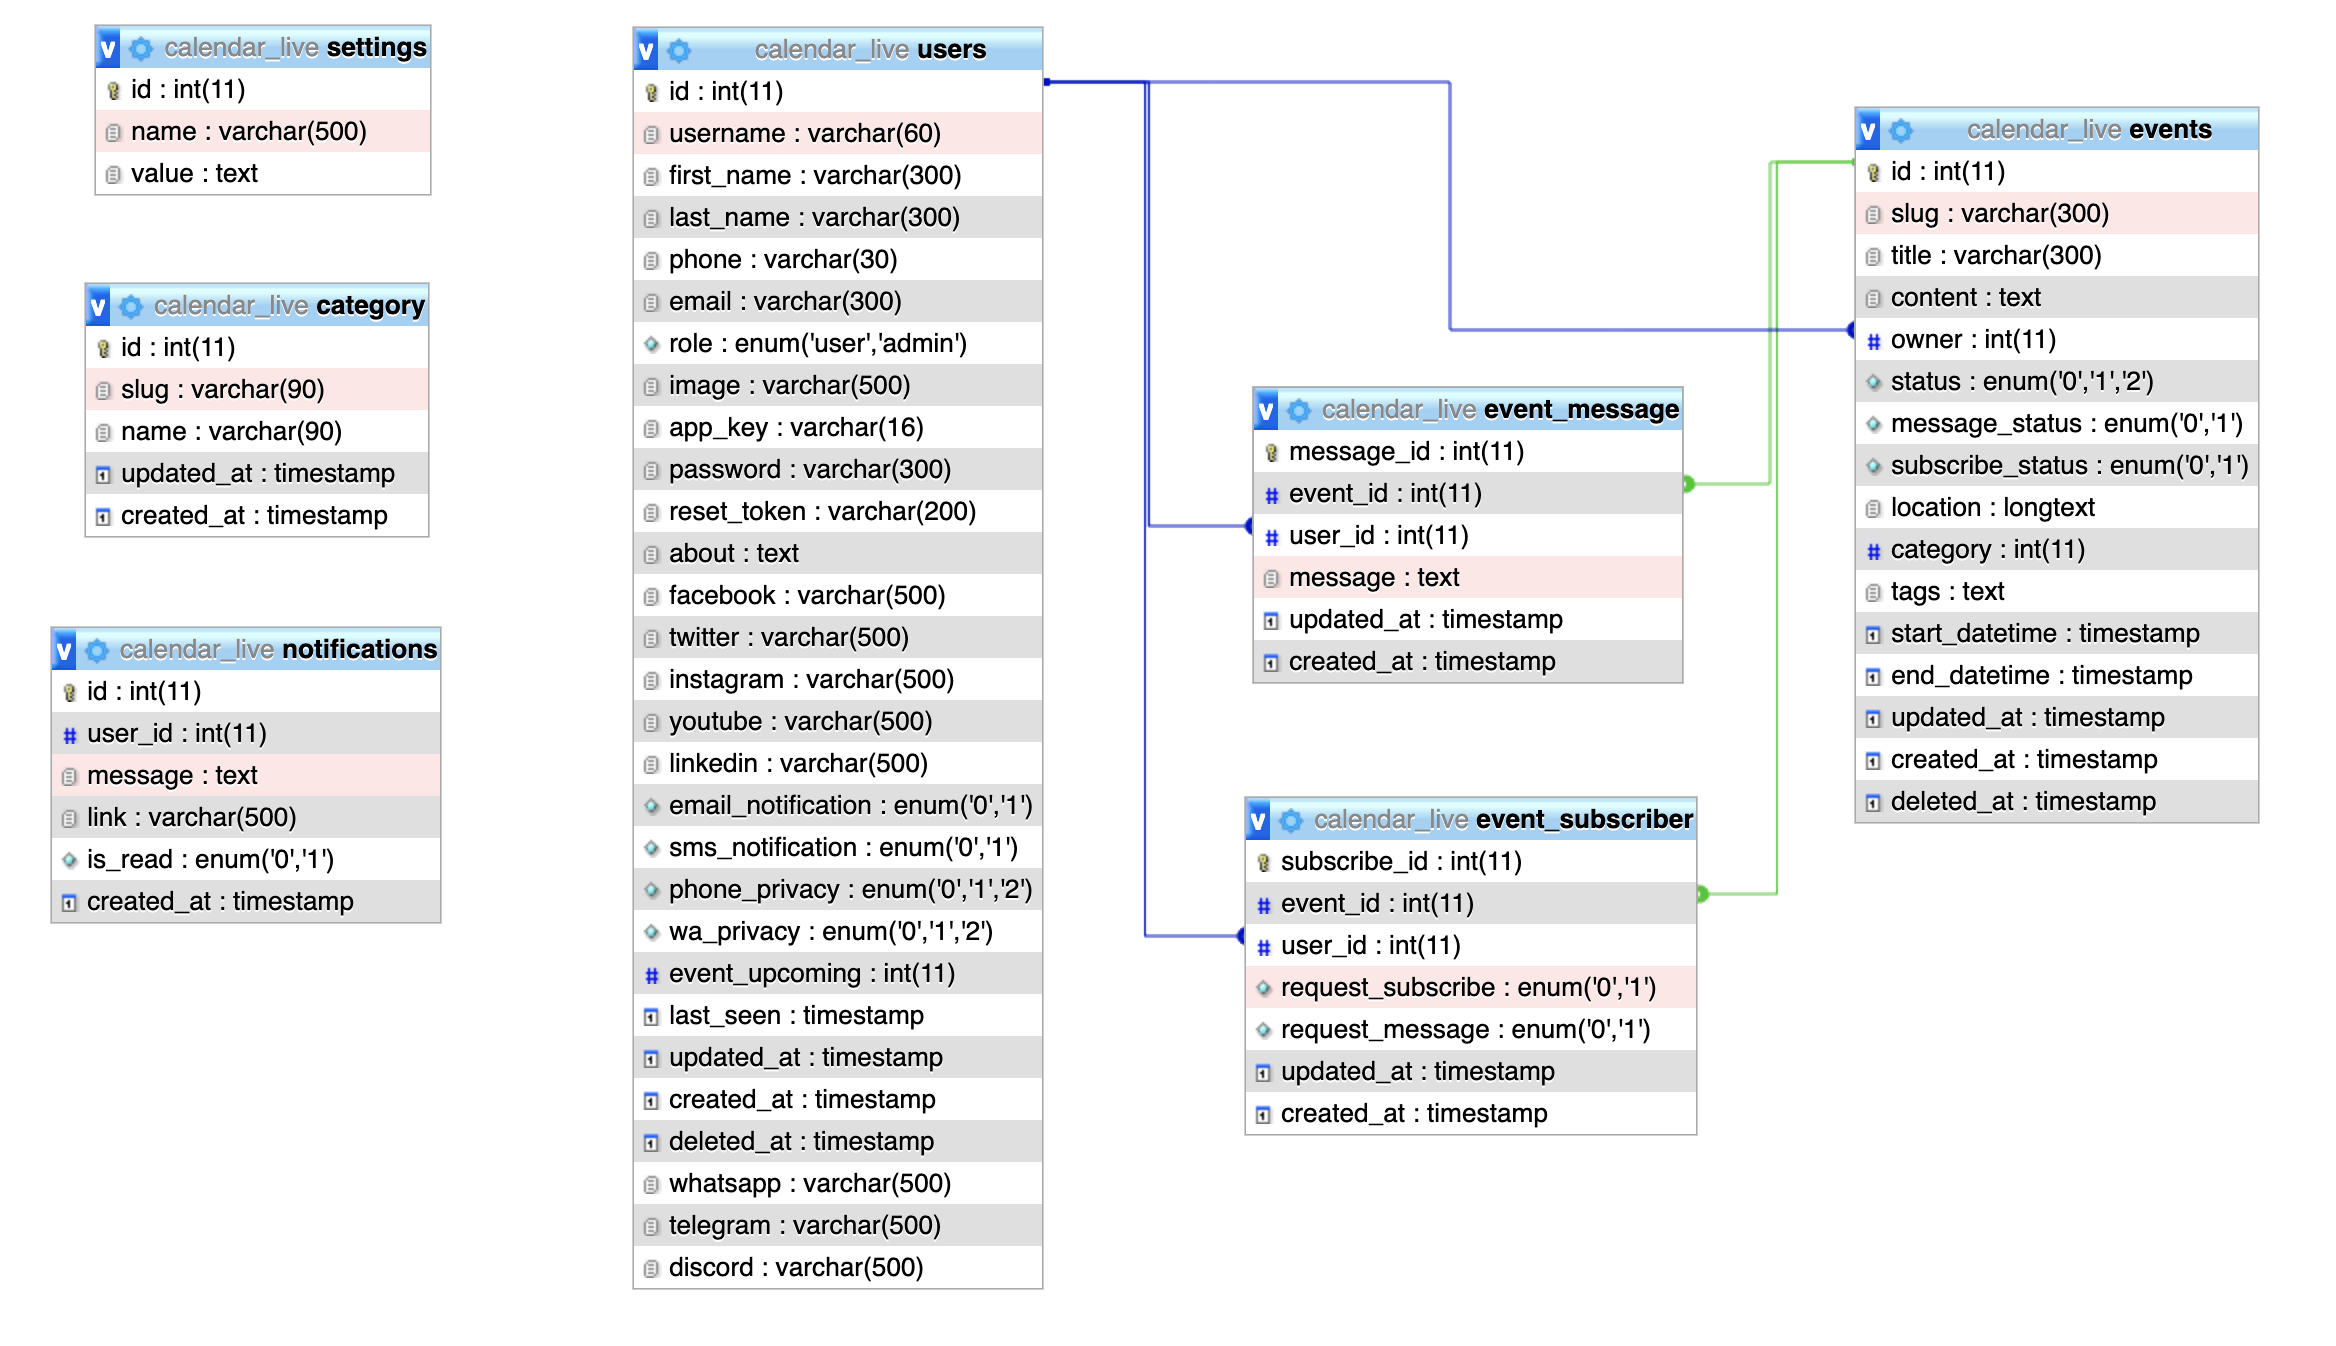 calendar_live settings
id : int(11)
name : varchar(500)
value : text
calendar_live category
id : int(11)
slug : varchar(90)
name : varchar(90)
updated_at : timestamp
created_at : timestamp
calendar_live notifications
id : int(11)
user_id : int(11)
message : text
link : varchar(500)
is_read : enum('0','1')
created_at : timestamp
calendar_live users
id : int(11)
username : varchar(60)
first_name : varchar(300)
last_name : varchar(300)
phone : varchar(30)
email : varchar(300)
role : enum('user','admin')
image : varchar(500)
app_key : varchar(16)
password : varchar(300)
reset_token : varchar(200)
about : text
facebook : varchar(500)
twitter : varchar(500)
instagram : varchar(500)
youtube : varchar(500)
linkedin : varchar(500)
email_notification : enum('0','1')
sms_notification : enum('0','1')
phone_privacy : enum('0','1','2')
wa_privacy : enum('0','1','2')
event_upcoming : int(11)
last_seen : timestamp
updated_at : timestamp
created_at : timestamp
deleted_at : timestamp
whatsapp : varchar(500)
telegram : varchar(500)
discord : varchar(500)
calendar_live event_message
message_id : int(11)
event_id : int(11)
user_id : int(11)
message : text
updated_at : timestamp
created_at : timestamp
calendar_live event_subscriber
subscribe_id : int(11)
event_id : int(11)
user_id : int(11)
request_subscribe : enum('0','1')
request_message : enum('0','1')
updated_at : timestamp
created_at : timestamp
calendar_live events
id : int(11)
slug : varchar(300)
title : varchar(300)
content : text
owner : int(11)
status : enum('0','1','2')
message_status : enum('0','1')
subscribe_status : enum('0','1')
location : longtext
category : int(11)
tags : text
start_datetime : timestamp
end_datetime : timestamp
updated_at : timestamp
created_at : timestamp
deleted_at : timestamp